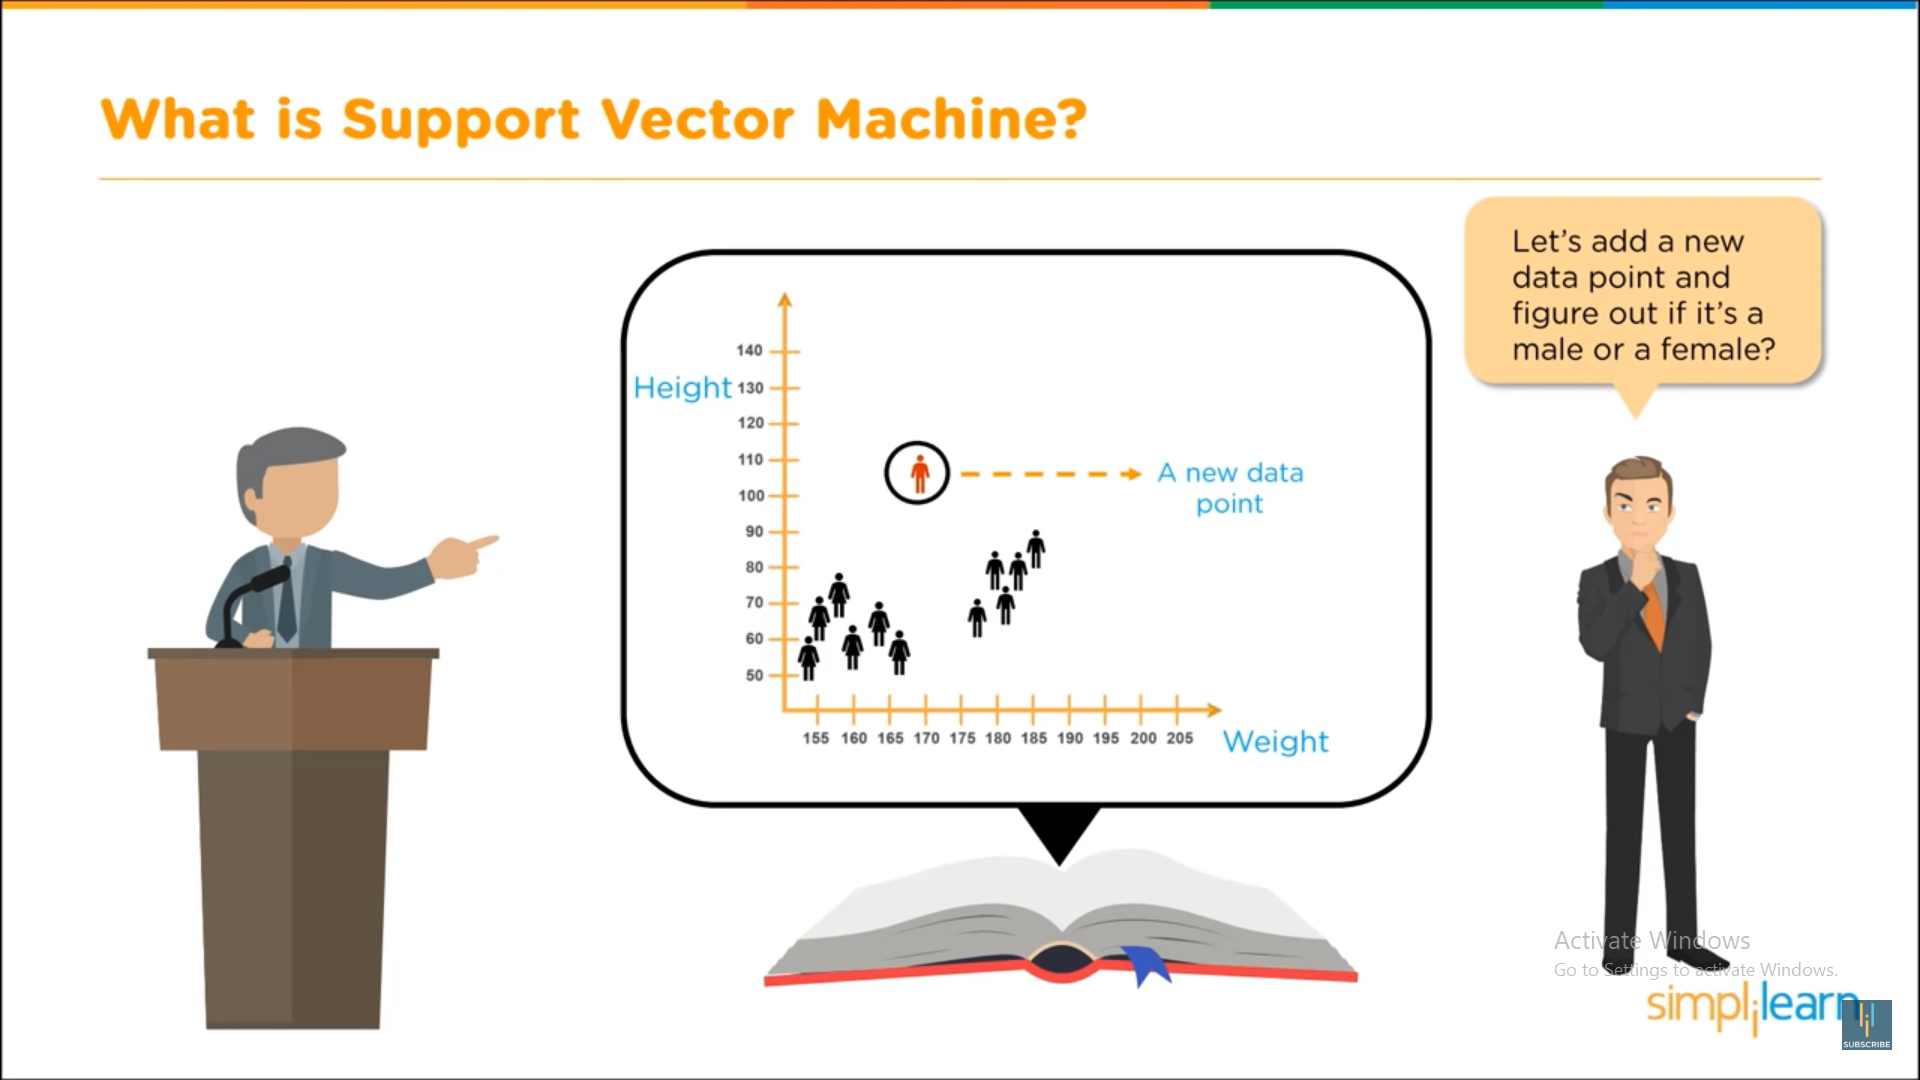 What is Support Vector Machine?
Let's add a new
data point and
figure out if it's a
male or a female?
140
Height 130
120
110
100
90
80
70
60
50
A new data
point
155 160 165 170 175 180 185 190 195 200 205
Weight
Activate Windows
Go to Settings to activate Windows.
simplilearn
SUBSCRIBE